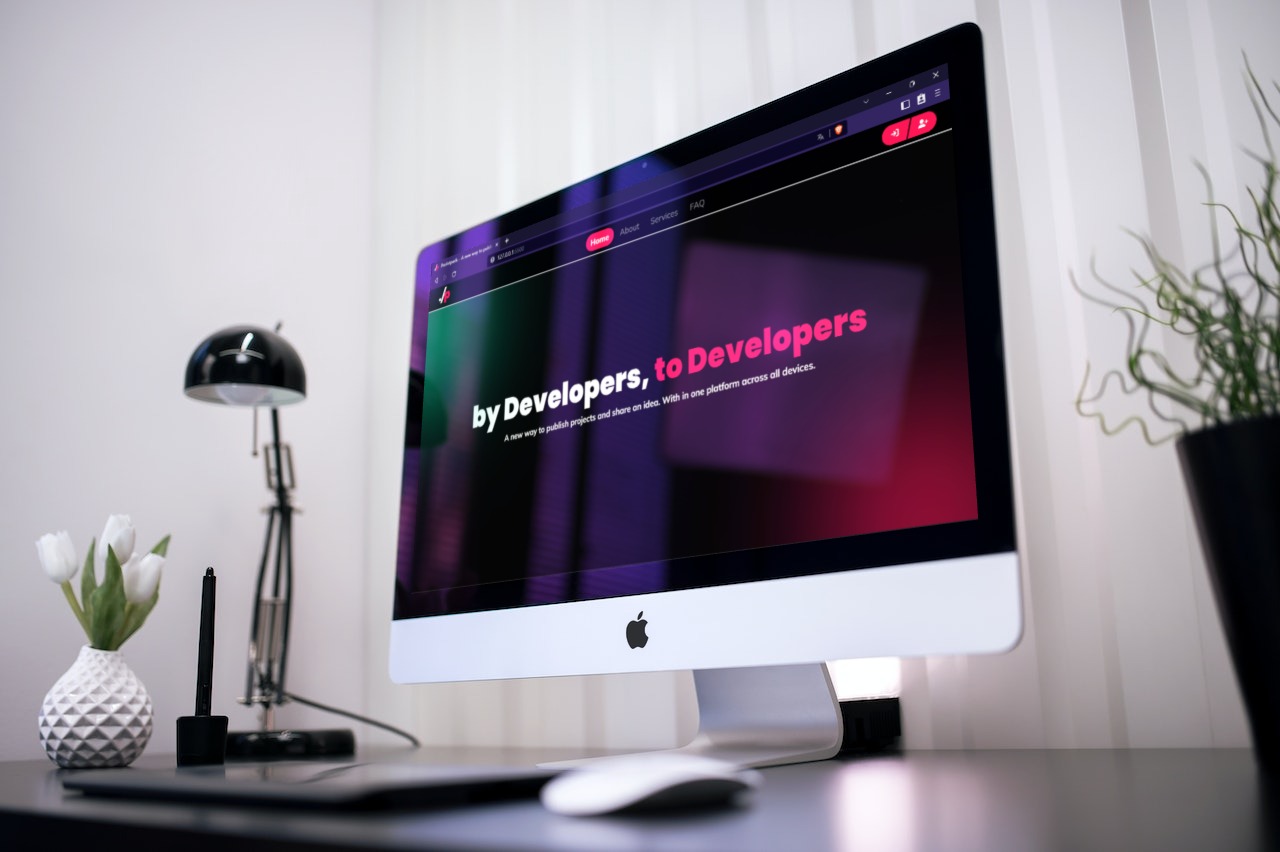 Home
About
Services
FAQ
by Developers, to Developers
A new way to publish projects and share an idea. With in one platform across all devices.